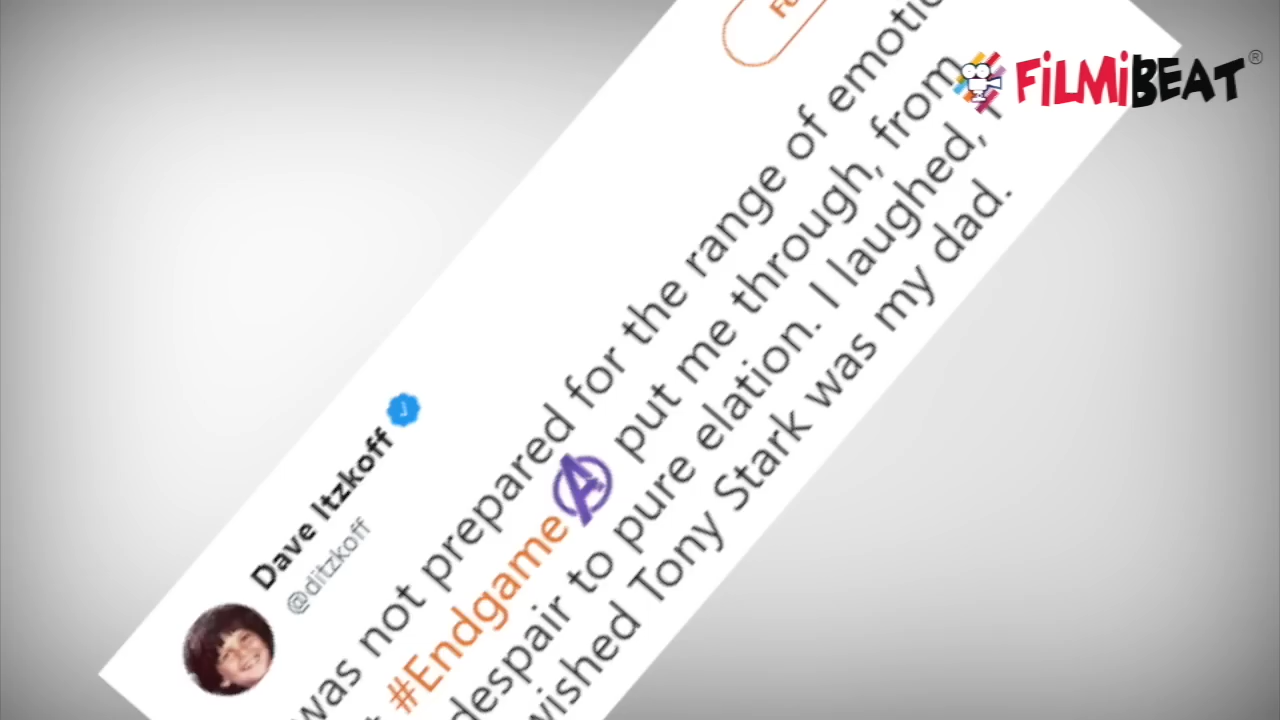 FiLMiBEAT®
Dave Itzkoff
@ditzkoff
was not prepared for the range of
#Endgame put me through, from
despair to pure elation. I laughed, I
wished Tony Stark was my dad.